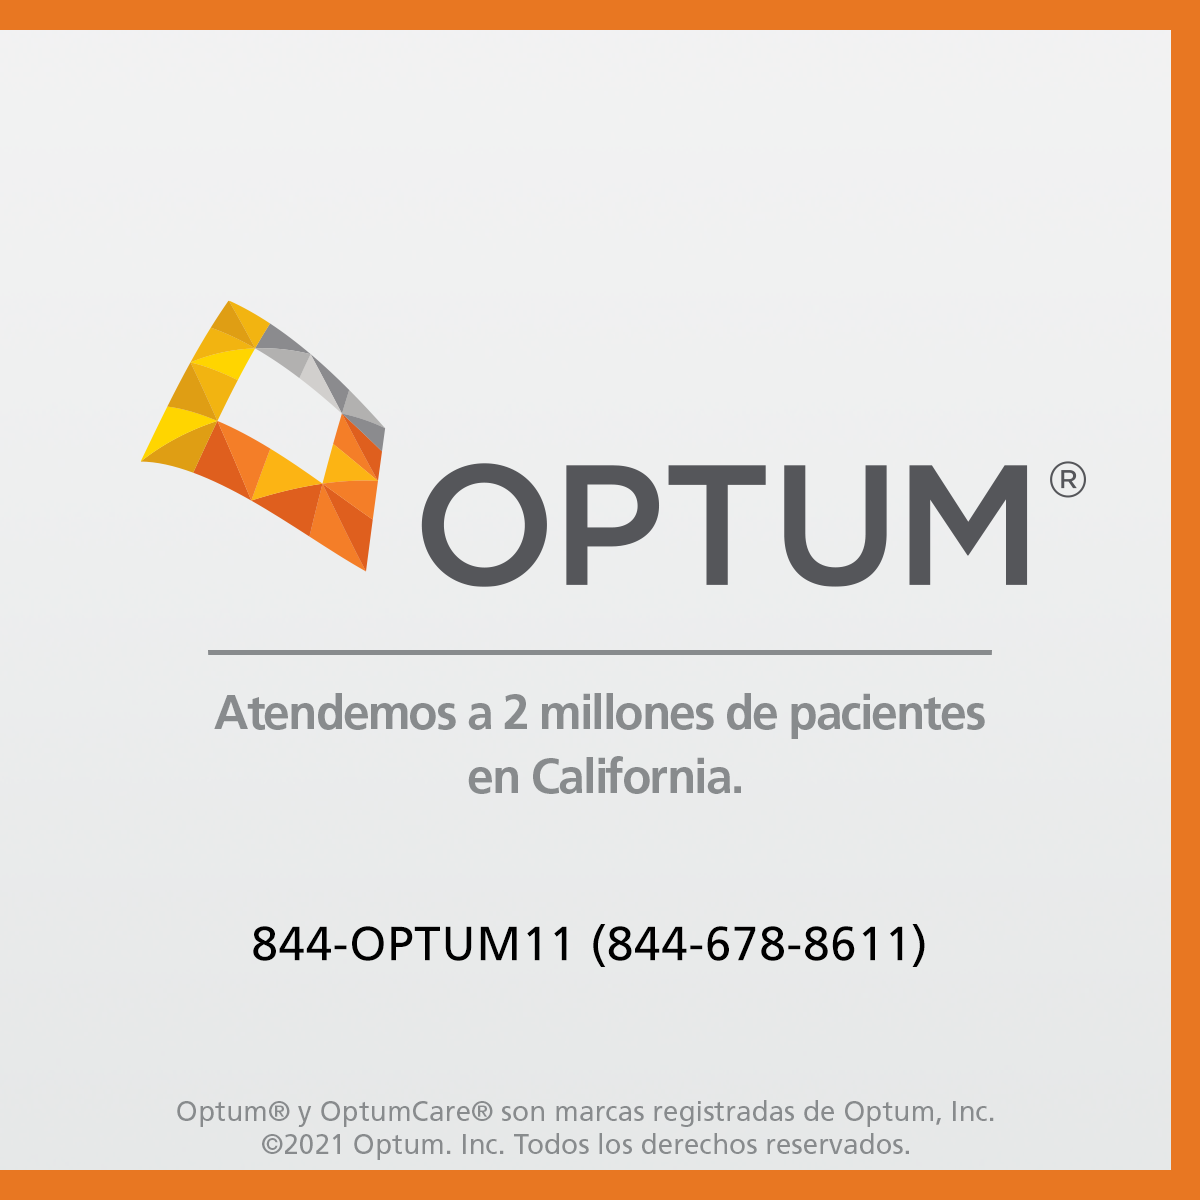 OPTUM®
Atendemos a 2 millones de pacientes
en California.
844-OPTUM11 (844-678-8611)
Optum® y OptumCare® son marcas registradas de Optum, Inc.
©2021 Optum. Inc. Todos los derechos reservados.